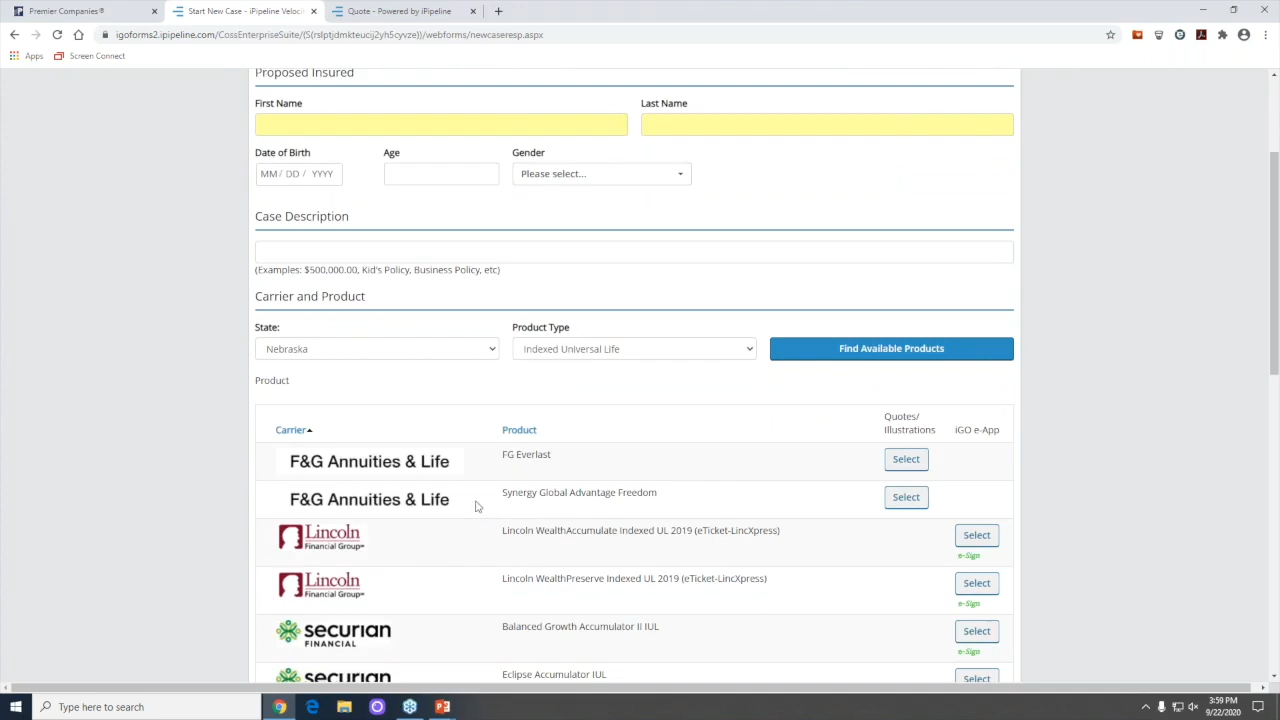 Premier Companies®
Start New Case - iPipeline Velocit
Quote - Powered by iPipeline
igoforms2.ipipeline.com/CossEnterpriseSuite/(S(rslptjdmkteucij2yh5cyvze))/webforms/newcaseresp.aspx
Apps
Screen Connect
Proposed Insured
First Name
Last Name
Date of Birth
Age
Gender
MM/ DD / YYYY
Please select...
Case Description
(Examples: $500,000.00, Kid's Policy, Business Policy, etc)
Carrier and Product
State:
Product Type
Nebraska
Indexed Universal Life
Find Available Products
Product
Carrier
Product
Quotes/
Illustrations
iGO e-App
F&G Annuities & Life
FG Everlast
Select
F&G Annuities & Life
Synergy Global Advantage Freedom
Select
Lincoln
Financial Group®
Lincoln WealthAccumulate Indexed UL 2019 (eTicket-LincXpress)
Select
e-Sign
Lincoln
Financial Group®
Lincoln WealthPreserve Indexed UL 2019 (eTicket-LincXpress)
Select
e-Sign
securian
FINANCIAL
Balanced Growth Accumulator II IUL
Select
e-Sign
securian
Eclipse Accumulator IUL
Select
Type here to search
3:59 PM
9/22/2020